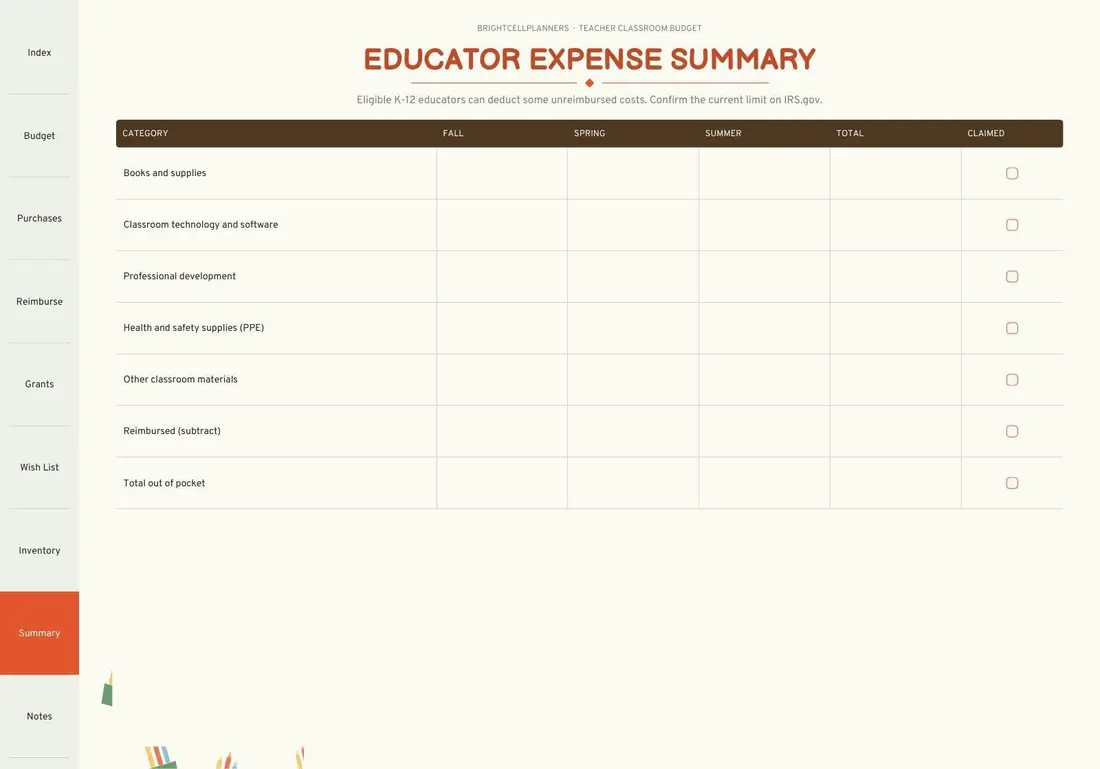 Index
Budget
Purchases
Reimburse
Grants
Wish List
Inventory
Summary
Notes
BRIGHTCELLPLANNERS · TEACHER CLASSROOM BUDGET
EDUCATOR EXPENSE SUMMARY
Eligible K-12 educators can deduct some unreimbursed costs. Confirm the current limit on IRS.gov.
CATEGORY FALL SPRING SUMMER TOTAL CLAIMED
Books and supplies
Classroom technology and software
Professional development
Health and safety supplies (PPE)
Other classroom materials
Reimbursed (subtract)
Total out of pocket